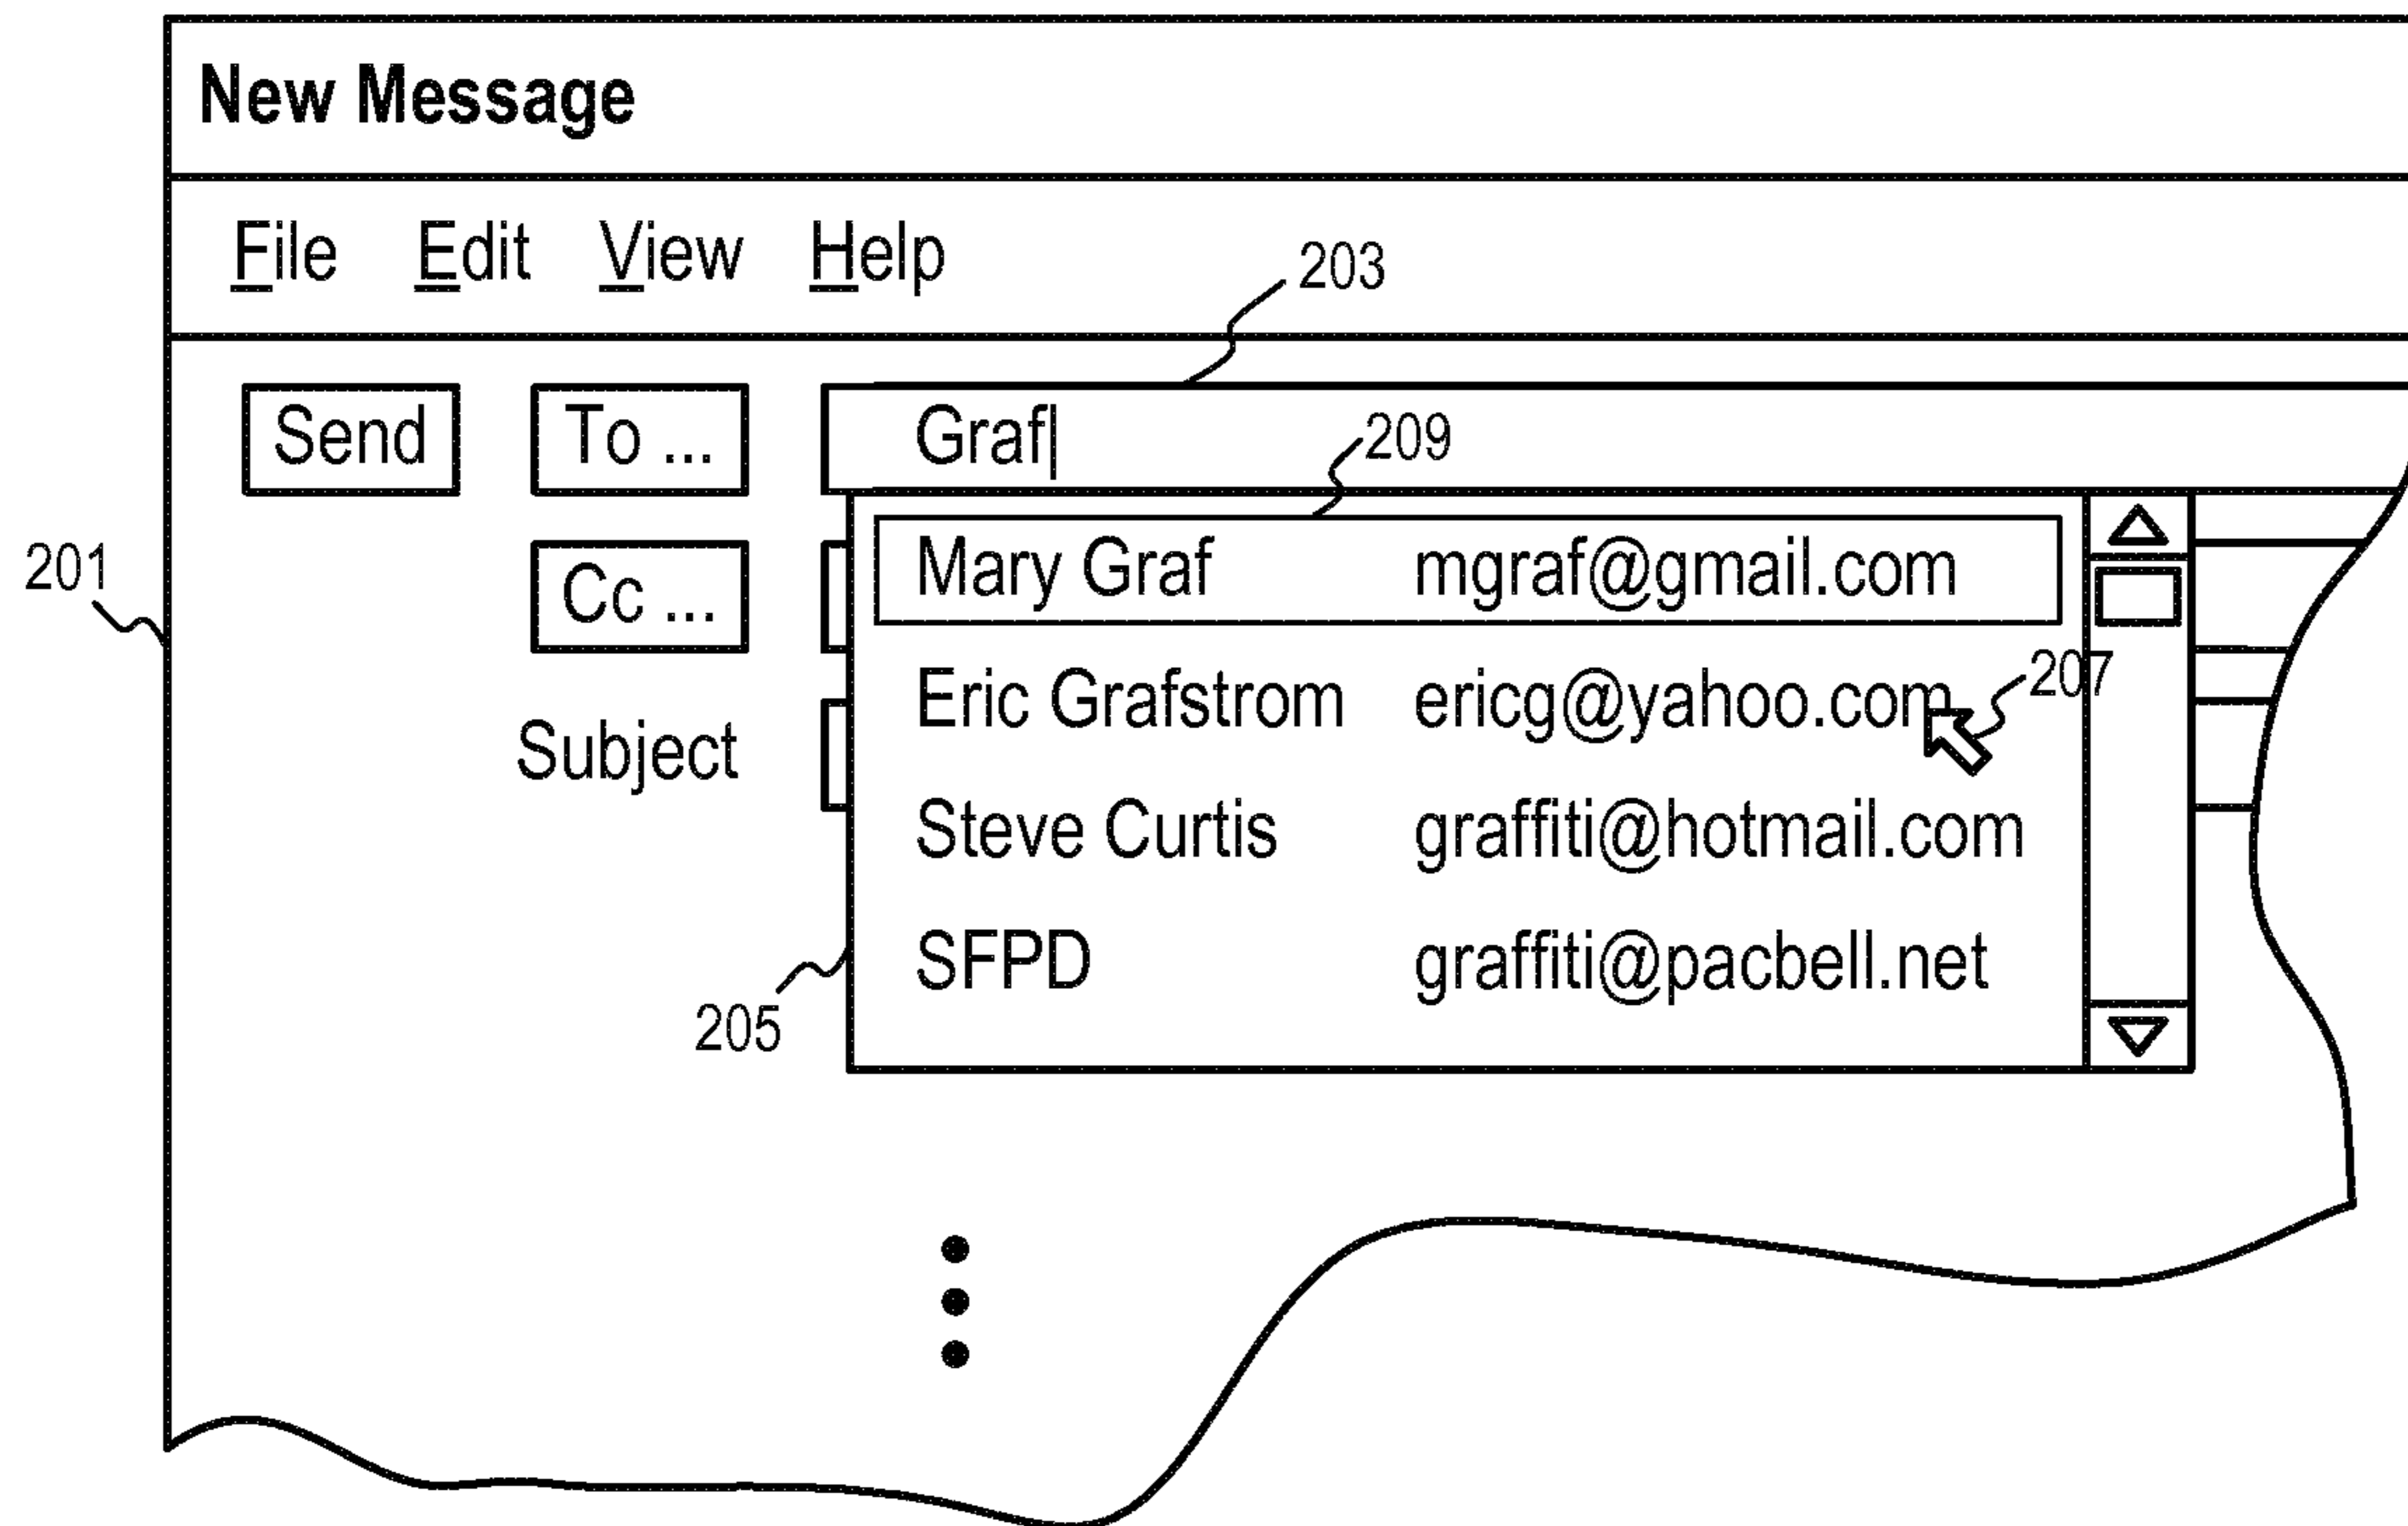 New Message
File Edit View Help
203
Send To ... Graf
209
201
Cc ...
Mary Graf mgraf@gmail.com
Eric Grafstrom ericg@yahoo.com
207
Subject
Steve Curtis graffiti@hotmail.com
SFPD graffiti@pacbell.net
205